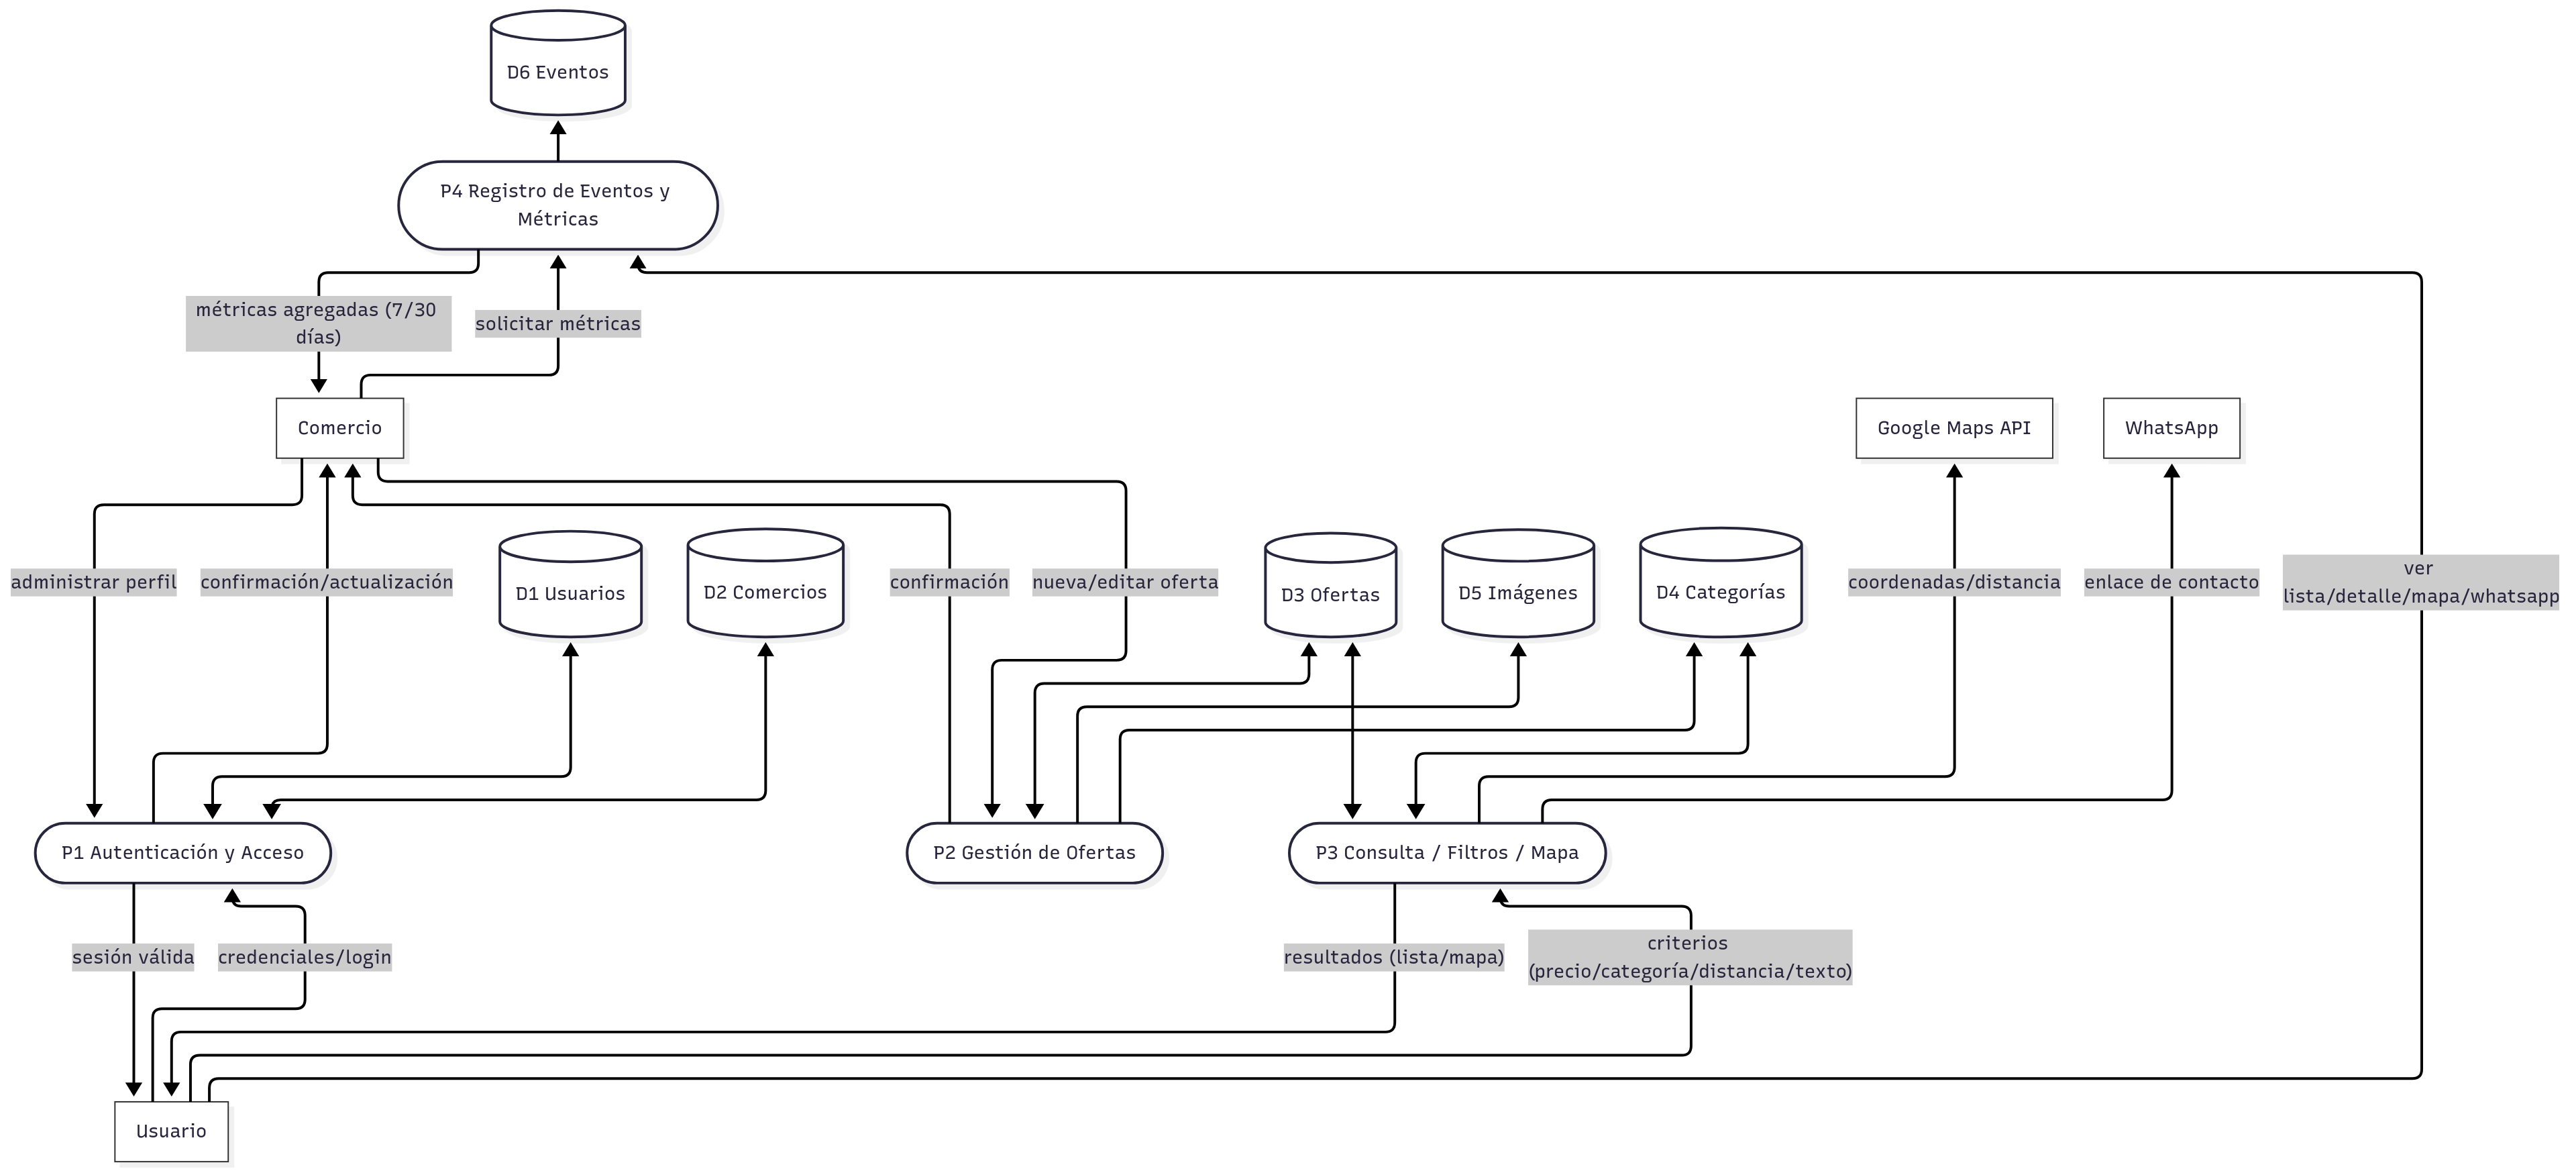 D6 Eventos
P4 Registro de Eventos y
Métricas
métricas agregadas (7/30
días)
solicitar métricas
Comercio
Google Maps API
WhatsApp
administrar perfil
confirmación/actualización
D1 Usuarios
D2 Comercios
confirmación
nueva/editar oferta
D3 Ofertas
D5 Imágenes
D4 Categorías
coordenadas/distancia
enlace de contacto
ver
lista/detalle/mapa/whatsapp
P1 Autenticación y Acceso
P2 Gestión de Ofertas
P3 Consulta / Filtros / Mapa
sesión válida
credenciales/login
resultados (lista/mapa)
criterios
(precio/categoría/distancia/texto)
Usuario